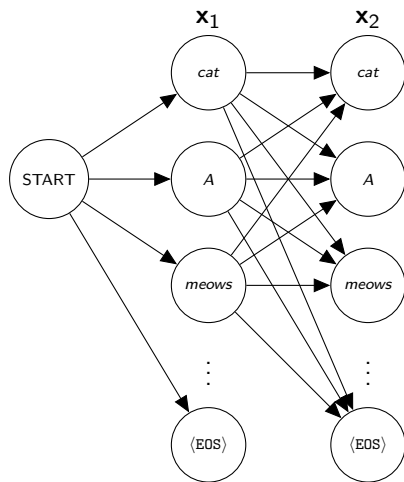 x1 x2
cat cat
START A A
meows meows
⋮ ⋮
⟨EOS⟩ ⟨EOS⟩